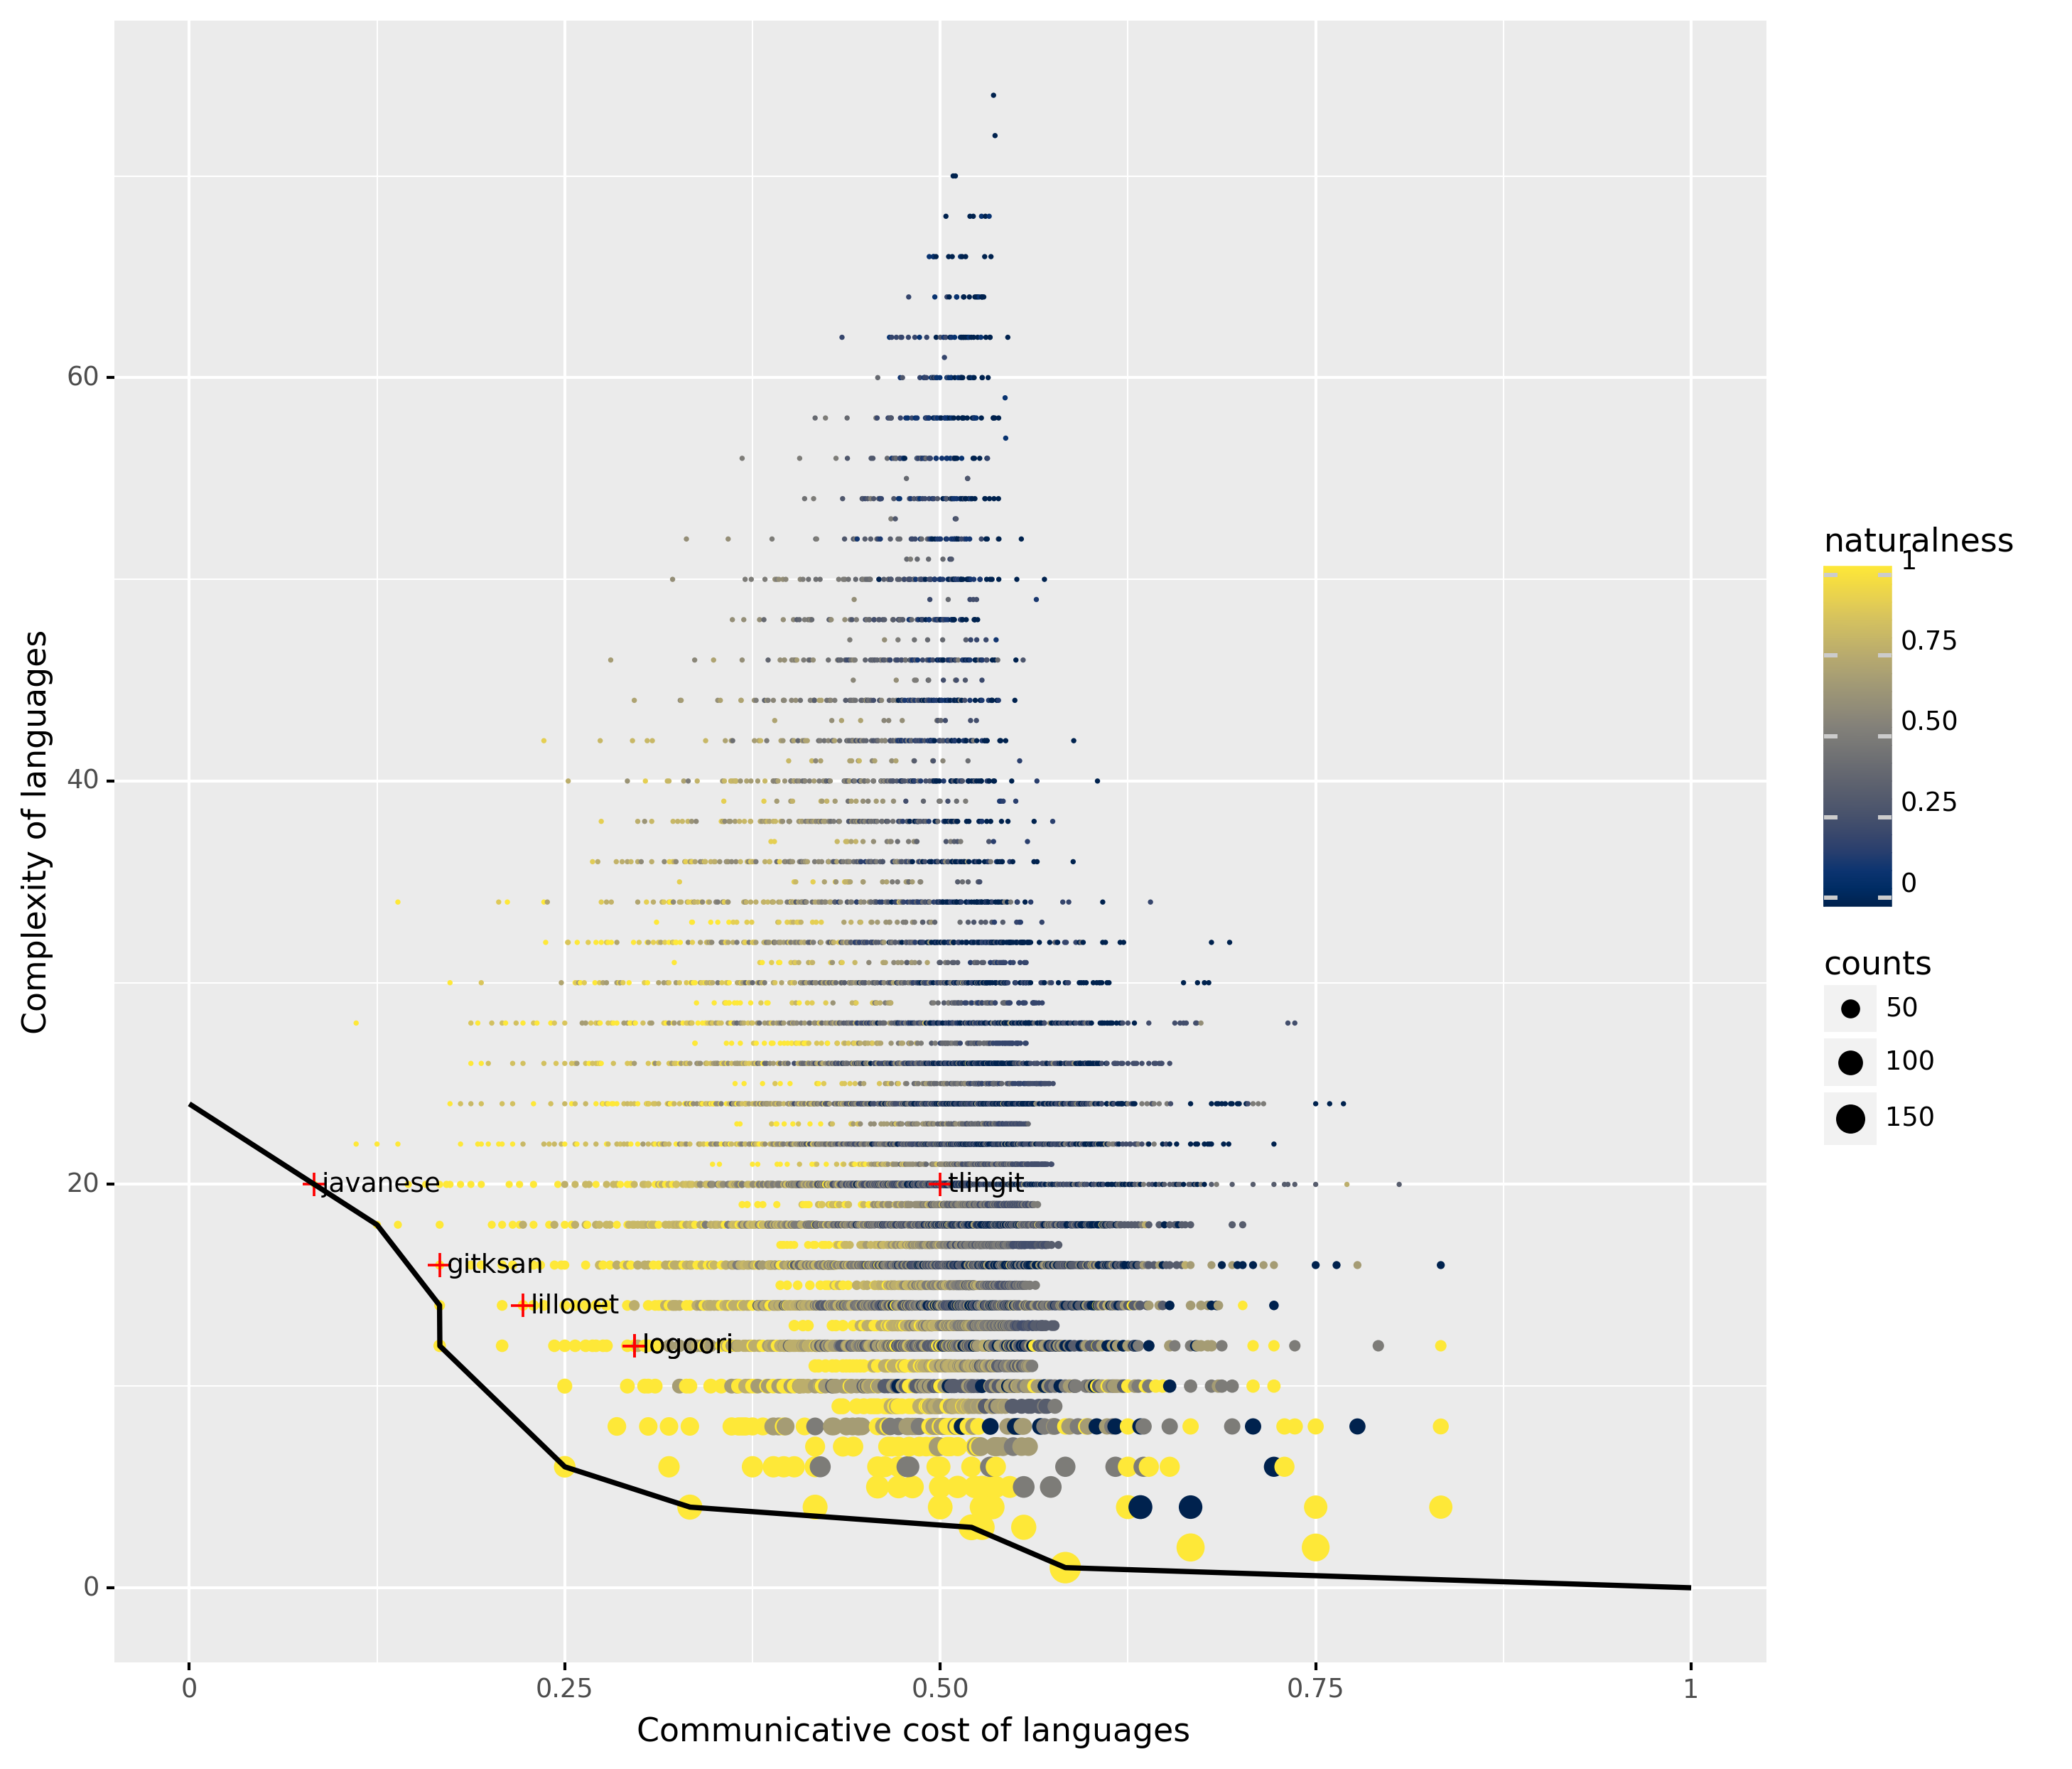 Complexity of languages
60
40
20
0
javanese
tlingit
gitksan
lillooet
logoori
0
0.25
0.50
0.75
1
Communicative cost of languages
naturalness
1
0.75
0.50
0.25
0
counts
50
100
150